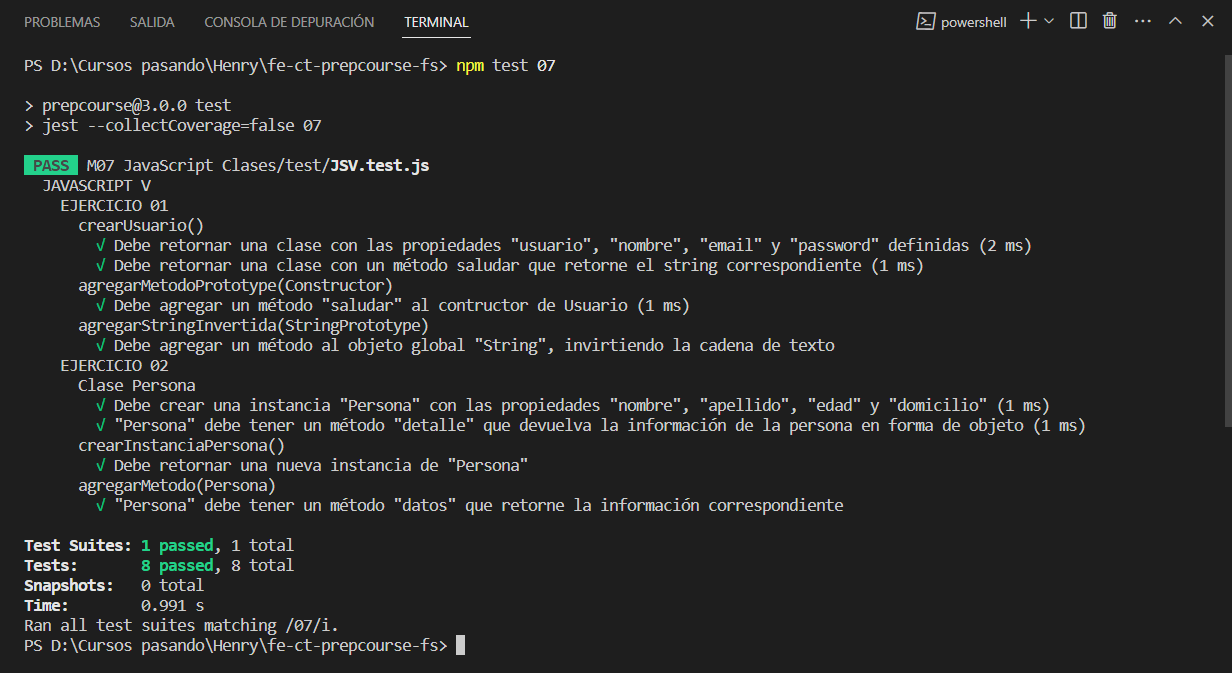 PROBLEMAS SALIDA CONSOLA DE DEPURACIÓN TERMINAL powershell
PS D:\Cursos pasando\Henry\fe-ct-prepcourse-fs> npm test 07
> prepcourse@3.0.0 test
> jest --collectCoverage=false 07
PASS M07 JavaScript Clases/test/JSV.test.js
JAVASCRIPT V
EJERCICIO 01
crearUsuario()
√ Debe retornar una clase con las propiedades "usuario", "nombre", "email" y "password" definidas (2 ms)
√ Debe retornar una clase con un método saludar que retorne el string correspondiente (1 ms)
agregarMetodoPrototype(Constructor)
√ Debe agregar un método "saludar" al contructor de Usuario (1 ms)
agregarStringInvertida(StringPrototype)
√ Debe agregar un método al objeto global "String", invirtiendo la cadena de texto
EJERCICIO 02
Clase Persona
√ Debe crear una instancia "Persona" con las propiedades "nombre", "apellido", "edad" y "domicilio" (1 ms)
√ "Persona" debe tener un método "detalle" que devuelva la información de la persona en forma de objeto (1 ms)
crearInstanciaPersona()
√ Debe retornar una nueva instancia de "Persona"
agregarMetodo(Persona)
√ "Persona" debe tener un método "datos" que retorne la información correspondiente
Test Suites: 1 passed, 1 total
Tests: 8 passed, 8 total
Snapshots: 0 total
Time: 0.991 s
Ran all test suites matching /07/i.
PS D:\Cursos pasando\Henry\fe-ct-prepcourse-fs>